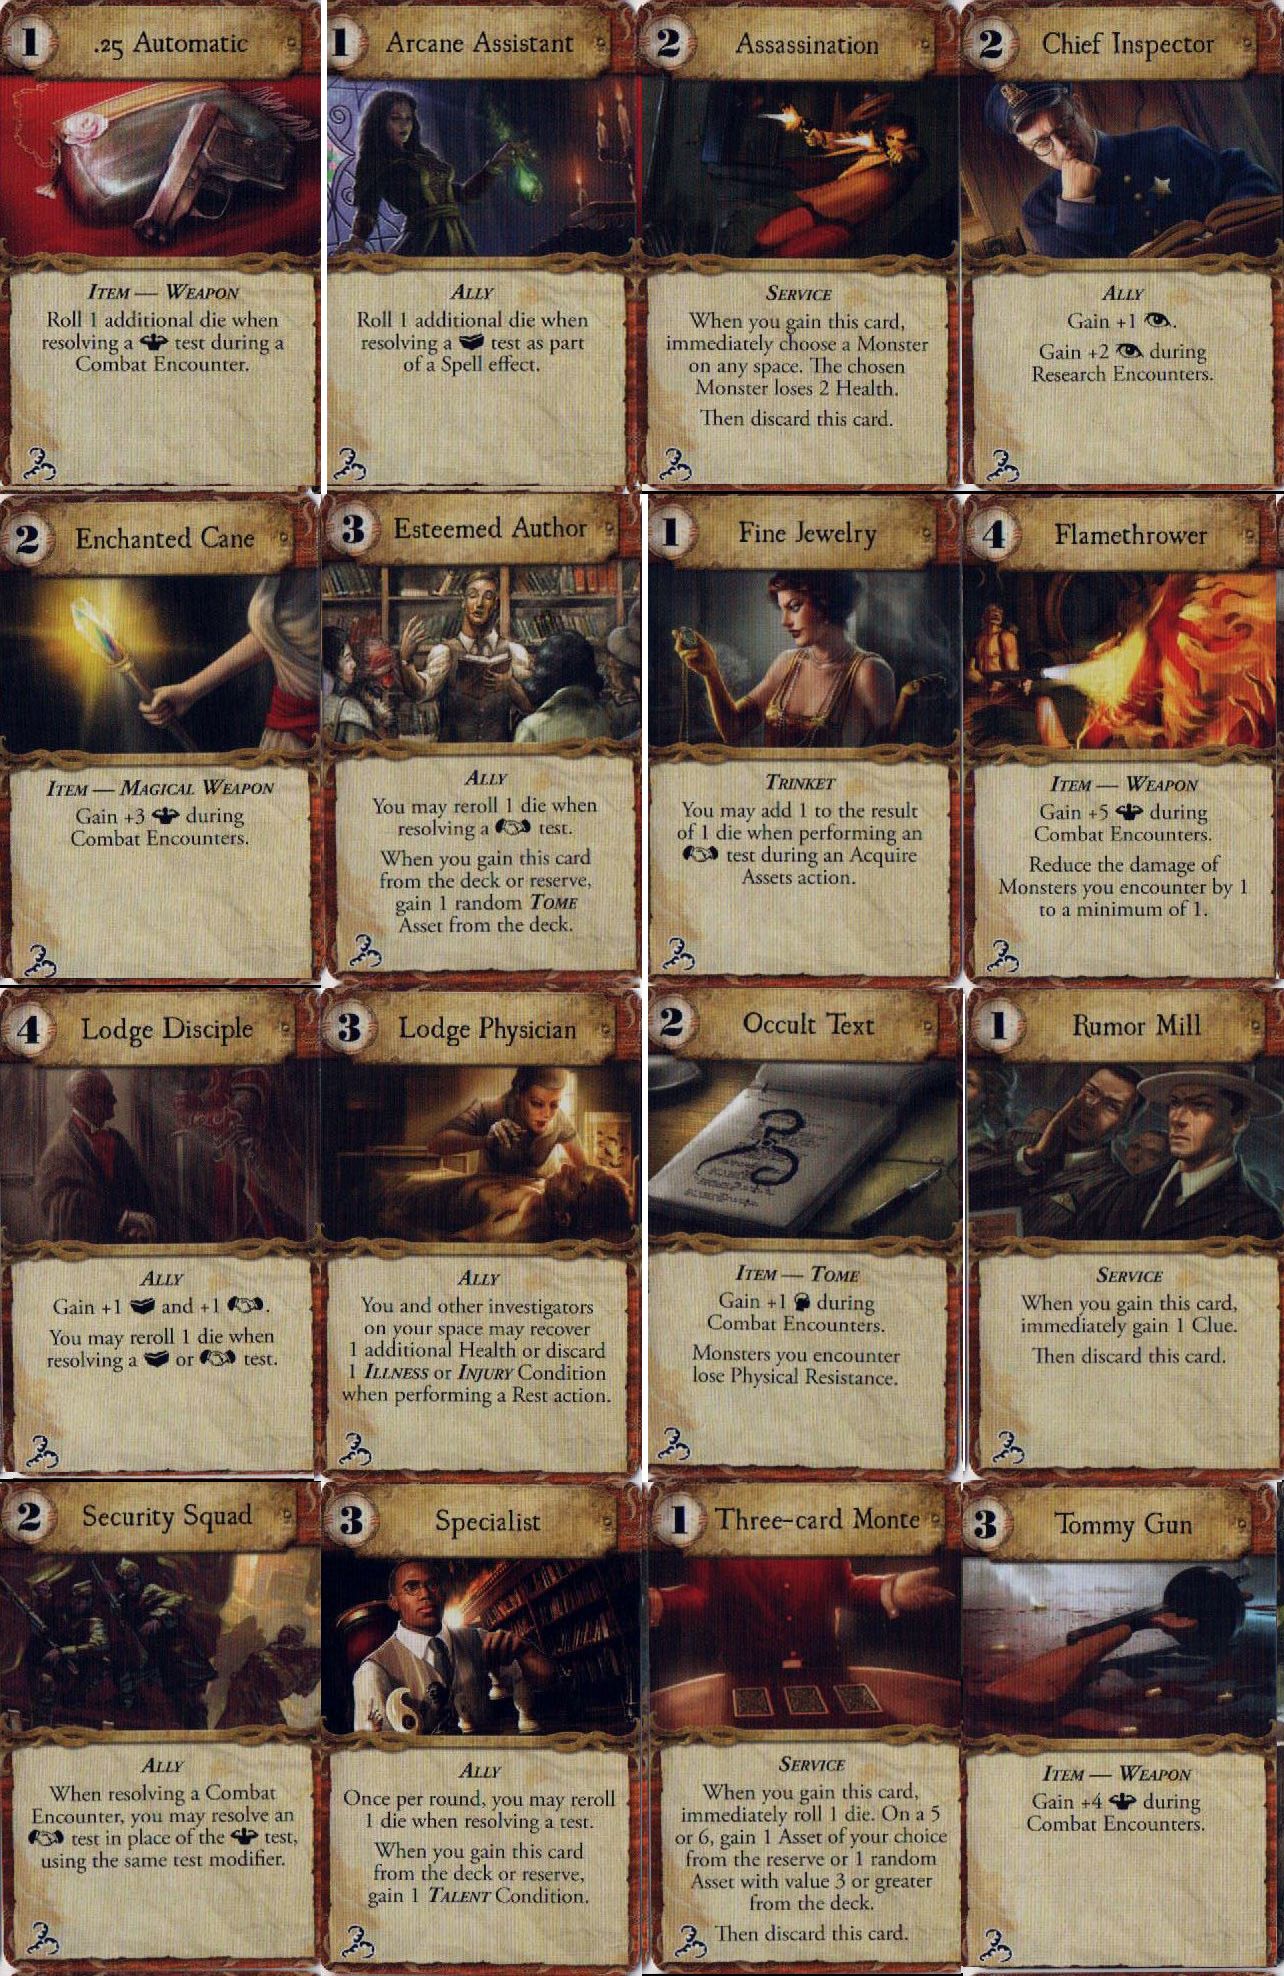 1
.25 Automatic
Item — Weapon
Roll 1 additional die when
resolving a test during a
Combat Encounter.
1
Arcane Assistant
Ally
Roll 1 additional die when
resolving a test as part
of a Spell effect.
2
Assassination
Service
When you gain this card,
immediately choose a Monster
on any space. The chosen
Monster loses 2 Health.
Then discard this card.
2
Chief Inspector
Ally
Gain +1 .
Gain +2 during
Research Encounters.
2
Enchanted Cane
Item — Magical Weapon
Gain +3 during
Combat Encounters.
3
Esteemed Author
Ally
You may reroll 1 die when
resolving a test.
When you gain this card
from the deck or reserve,
gain 1 random Tome
Asset from the deck.
1
Fine Jewelry
Trinket
You may add 1 to the result
of 1 die when performing an
test during an Acquire
Assets action.
4
Flamethrower
Item — Weapon
Gain +5 during
Combat Encounters.
Reduce the damage of
Monsters you encounter by 1
to a minimum of 1.
4
Lodge Disciple
Ally
Gain +1 and +1 .
You may reroll 1 die when
resolving a or test.
3
Lodge Physician
Ally
You and other investigators
on your space may recover
1 additional Health or discard
1 Illness or Injury Condition
when performing a Rest action.
2
Occult Text
Item — Tome
Gain +1 during
Combat Encounters.
Monsters you encounter
lose Physical Resistance.
1
Rumor Mill
Service
When you gain this card,
immediately gain 1 Clue.
Then discard this card.
2
Security Squad
Ally
When resolving a Combat
Encounter, you may resolve an
test in place of the test,
using the same test modifier.
3
Specialist
Ally
Once per round, you may reroll
1 die when resolving a test.
When you gain this card
from the deck or reserve,
gain 1 Talent Condition.
1
Three-card Monte
Service
When you gain this card,
immediately roll 1 die. On a 5
or 6, gain 1 Asset of your choice
from the reserve or 1 random
Asset with value 3 or greater
from the deck.
Then discard this card.
3
Tommy Gun
Item — Weapon
Gain +4 during
Combat Encounters.